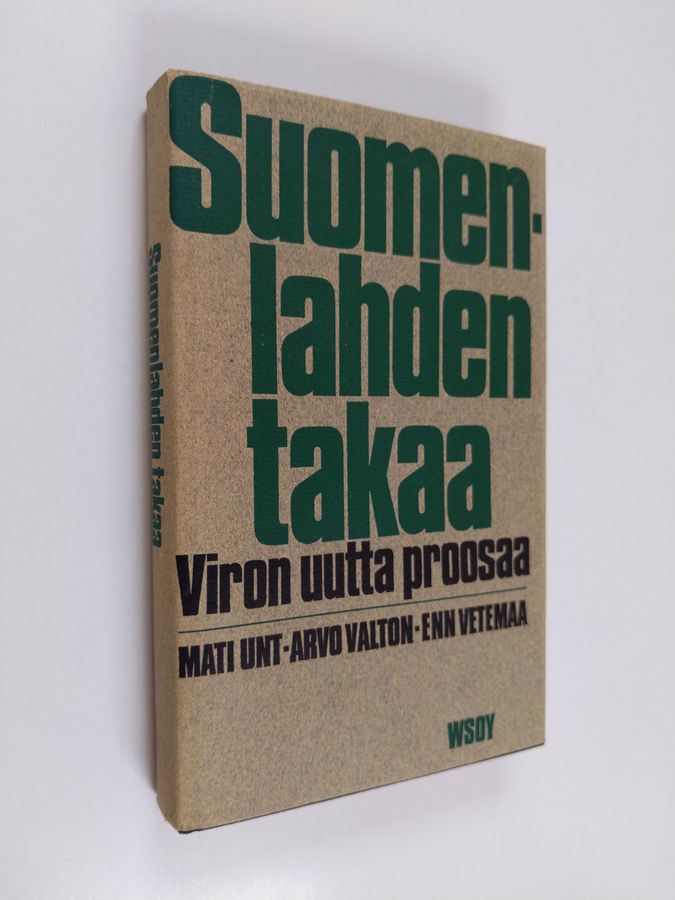 Suomen-
lahden
takaa
Viron uutta proosaa
MATI UNT-ARVO VALTON-ENN VETEMAA
WSOY
Suomenlahden takaa